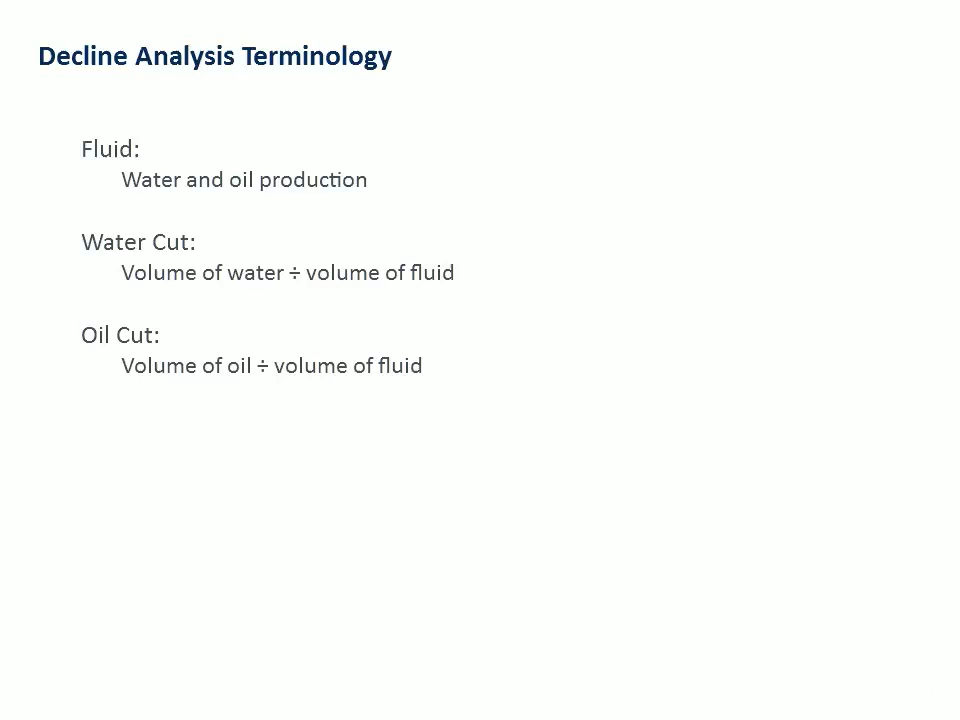 Decline Analysis Terminology
Fluid:
Water and oil production
Water Cut:
Volume of water ÷ volume of fluid
Oil Cut:
Volume of oil ÷ volume of fluid